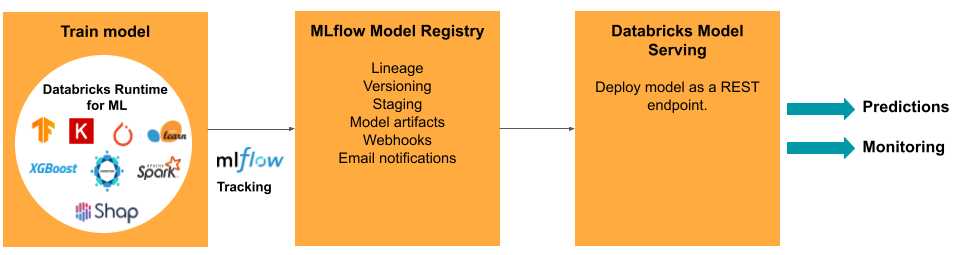 Train model
Databricks Runtime
for ML
K
learn
XGBoost
APACHE
Spark
Shap
mlflow
Tracking
MLflow Model Registry
Lineage
Versioning
Staging
Model artifacts
Webhooks
Email notifications
Databricks Model
Serving
Deploy model as a REST
endpoint.
Predictions
Monitoring